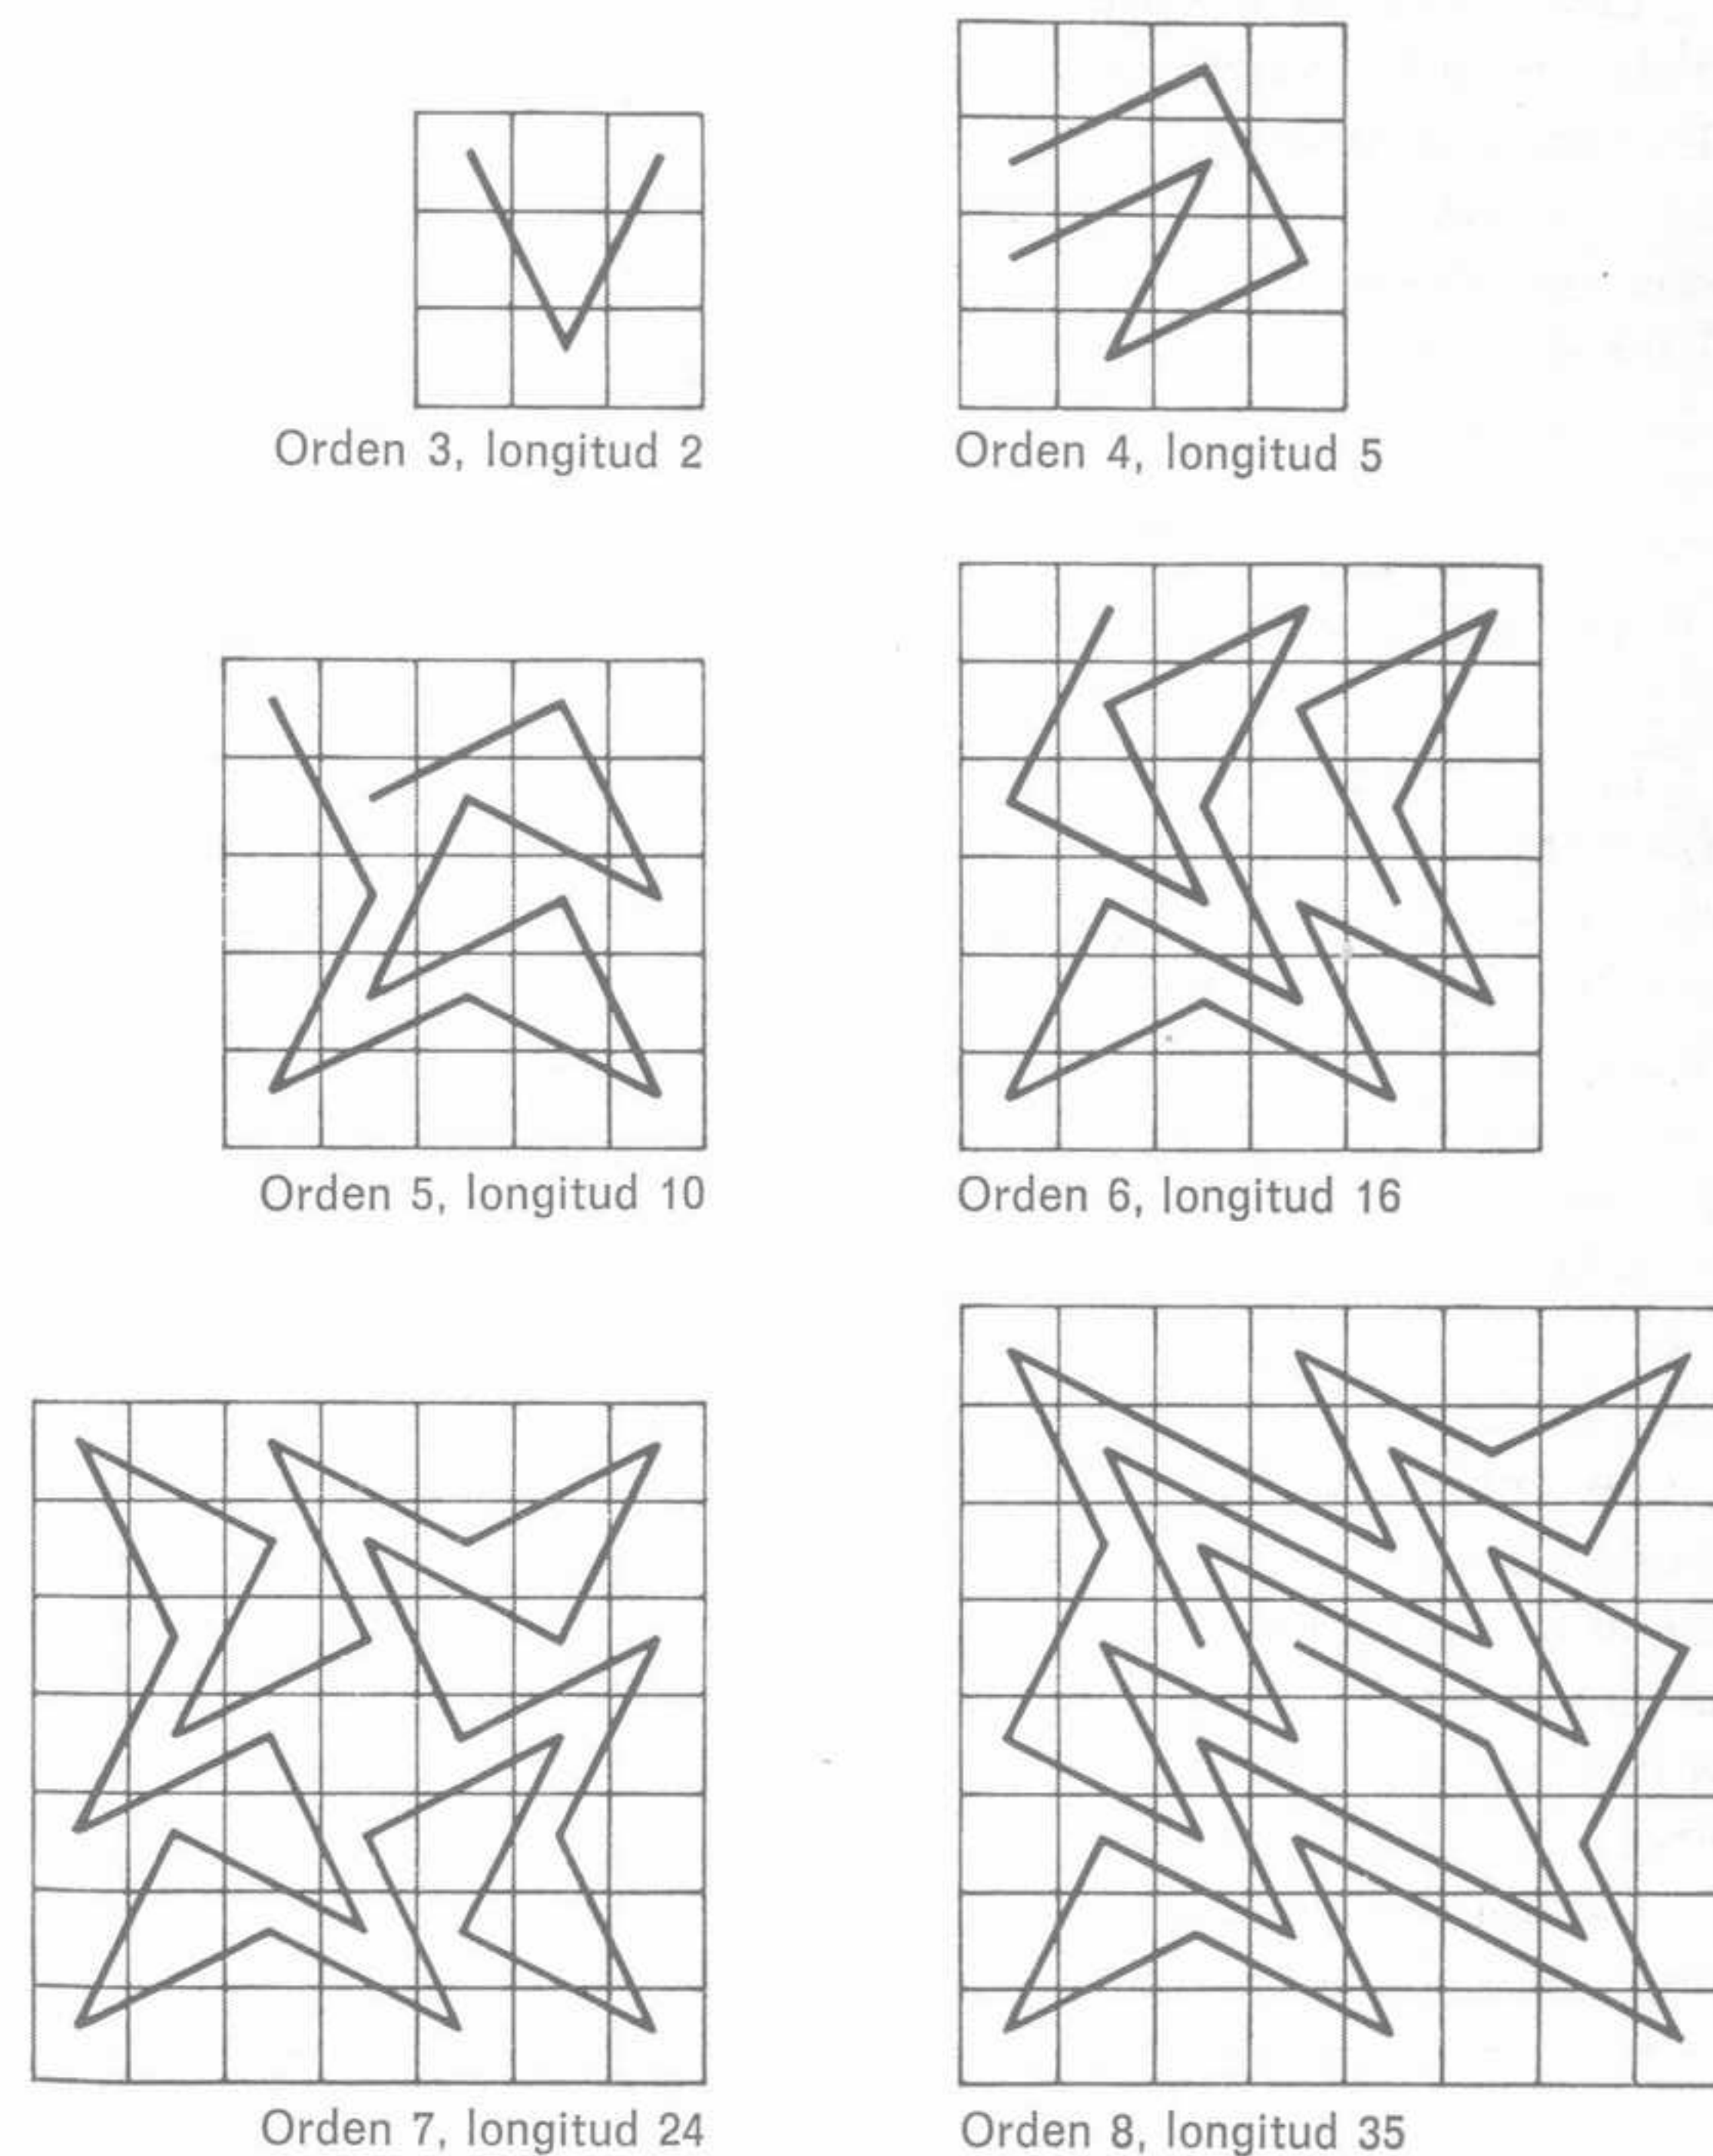 Orden 3, longitud 2
Orden 4, longitud 5
Orden 5, longitud 10
Orden 6, longitud 16
Orden 7, longitud 24
Orden 8, longitud 35